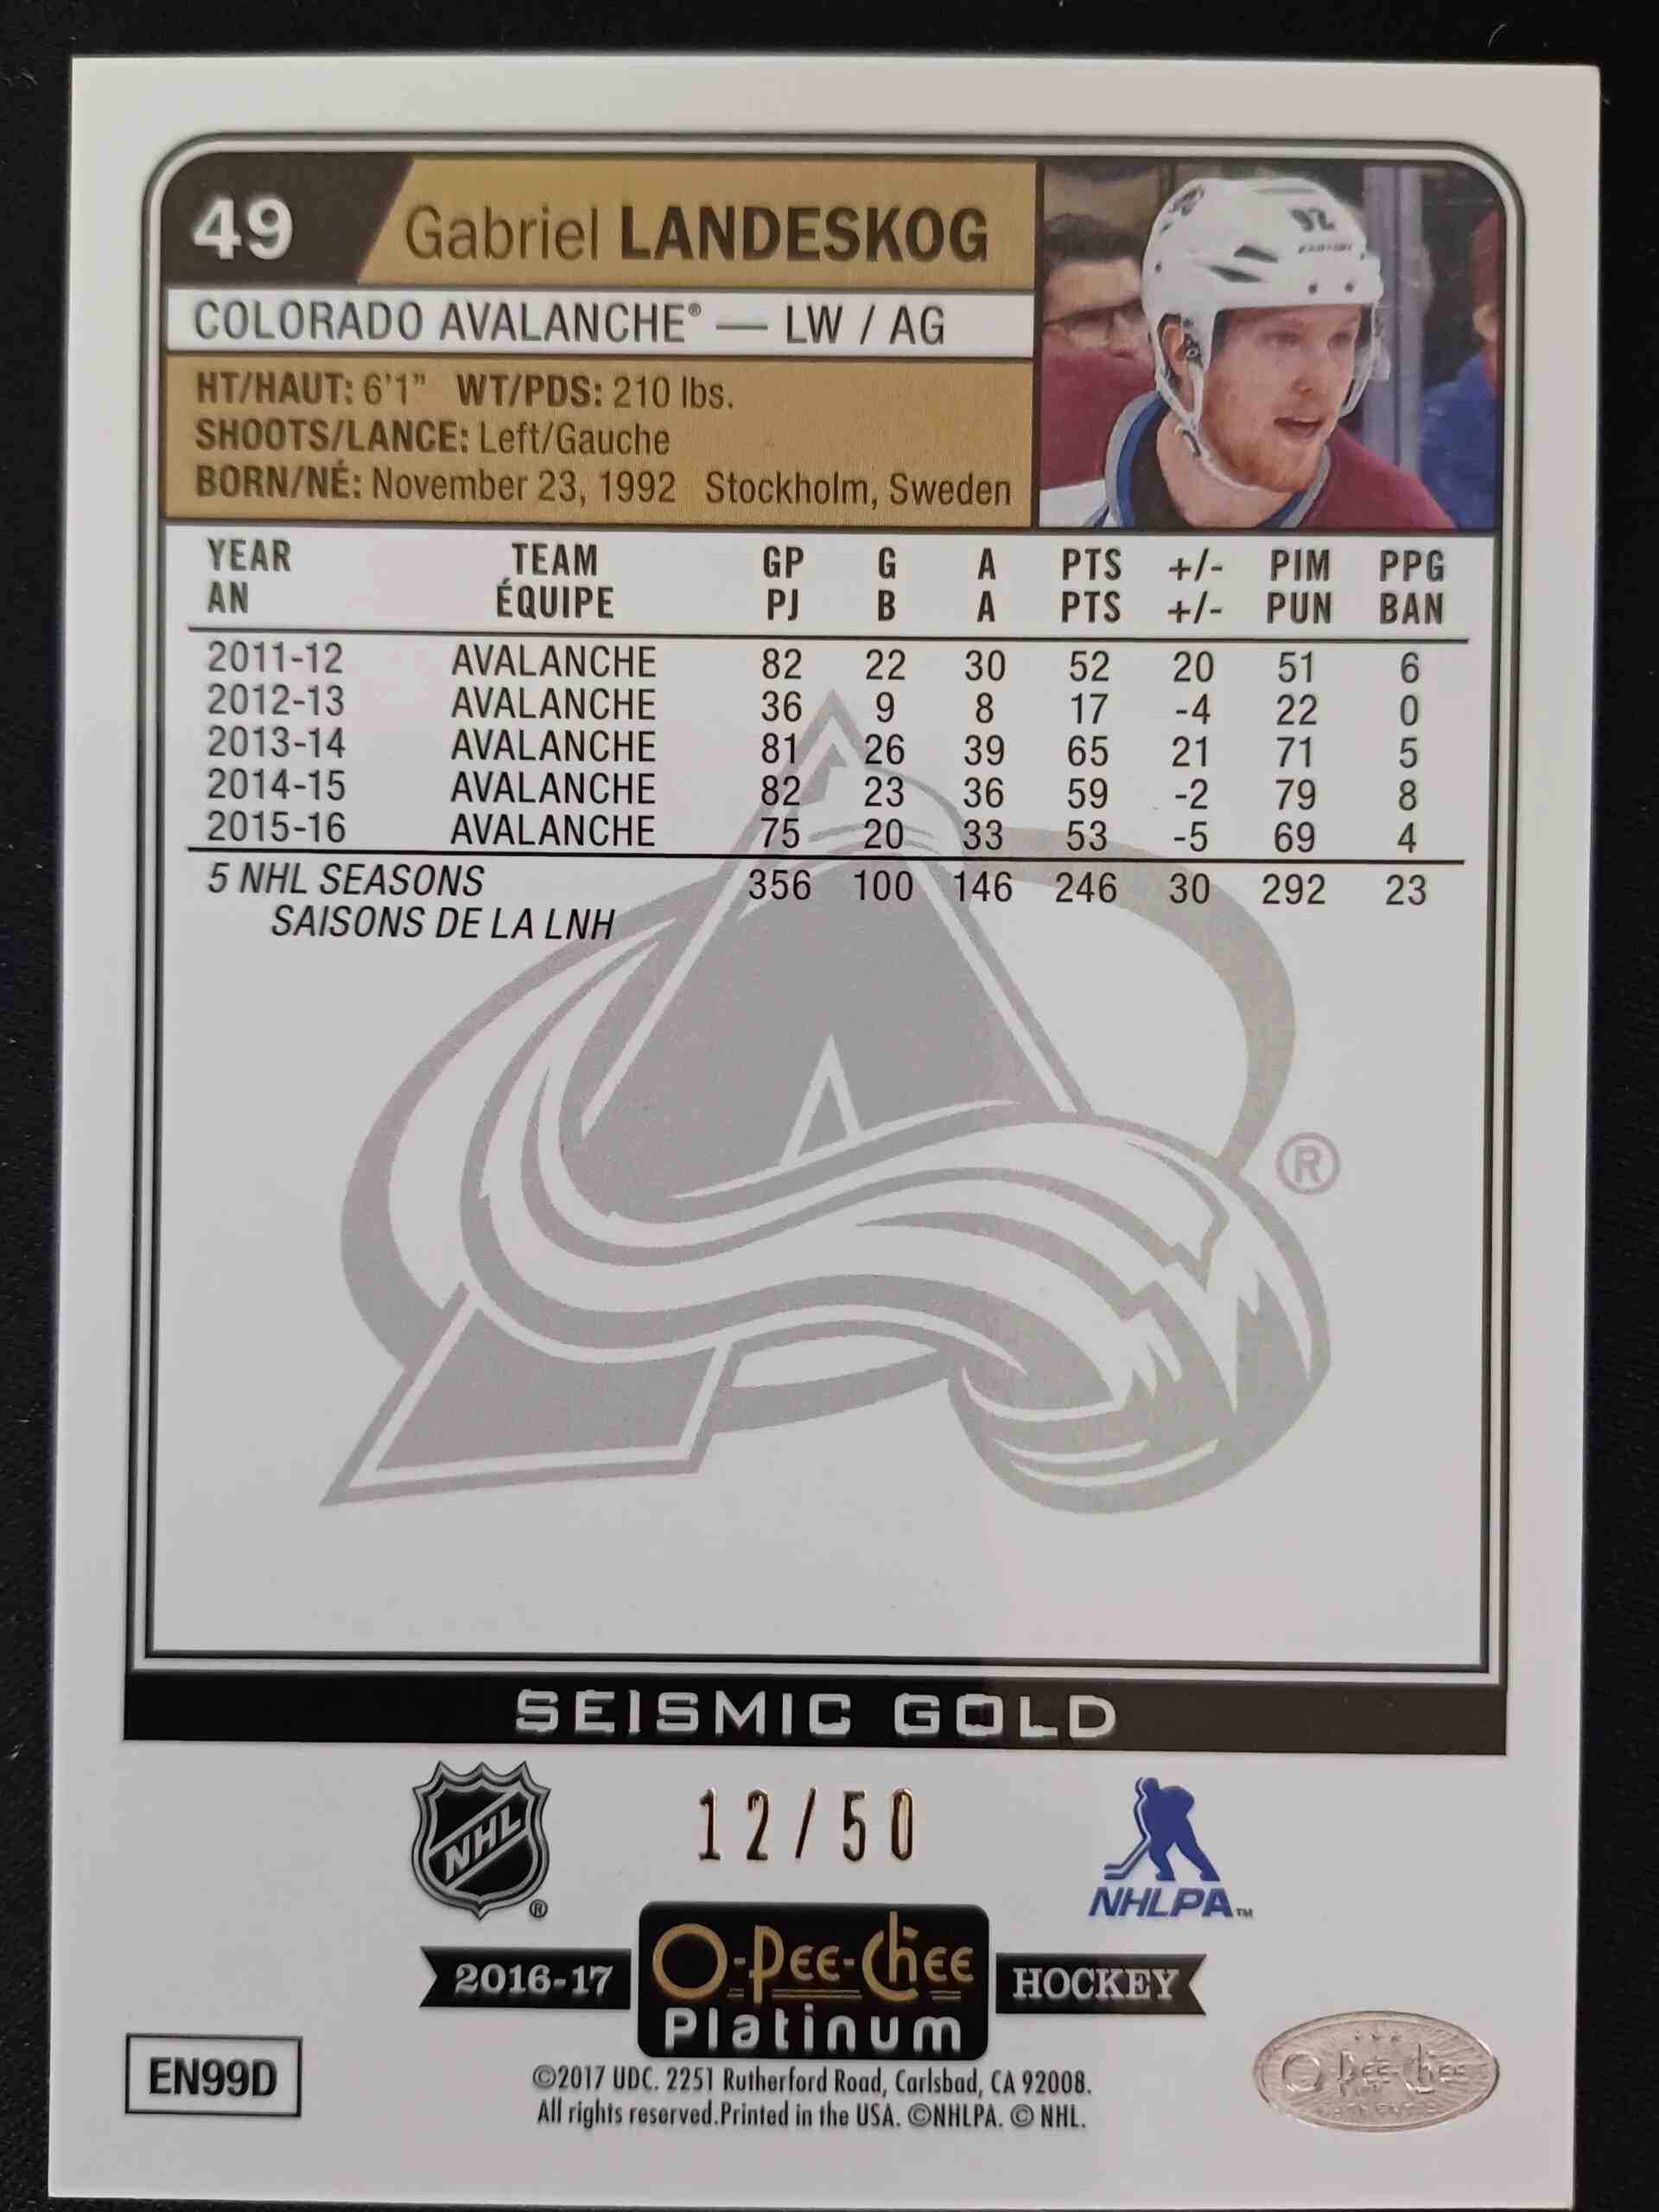 49 Gabriel LANDESKOG
COLORADO AVALANCHE® — LW / AG
HT/HAUT: 6'1" WT/PDS: 210 lbs.
SHOOTS/LANCE: Left/Gauche
BORN/NÉ: November 23, 1992 Stockholm, Sweden
92
YEAR TEAM GP G A PTS +/- PIM PPG
AN ÉQUIPE PJ B A PTS +/- PUN BAN
2011-12 AVALANCHE 82 22 30 52 20 51 6
2012-13 AVALANCHE 36 9 8 17 -4 22 0
2013-14 AVALANCHE 81 26 39 65 21 71 5
2014-15 AVALANCHE 82 23 36 59 -2 79 8
2015-16 AVALANCHE 75 20 33 53 -5 69 4
5 NHL SEASONS 356 100 146 246 30 292 23
SAISONS DE LA LNH
®
SEISMIC GOLD
NHL ® 12/50 NHLPA™
2016-17 O-Pee-Chee HOCKEY
Platinum
EN99D
©2017 UDC. 2251 Rutherford Road, Carlsbad, CA 92008.
All rights reserved.Printed in the USA. ©NHLPA. © NHL.
O-Pee-Chee